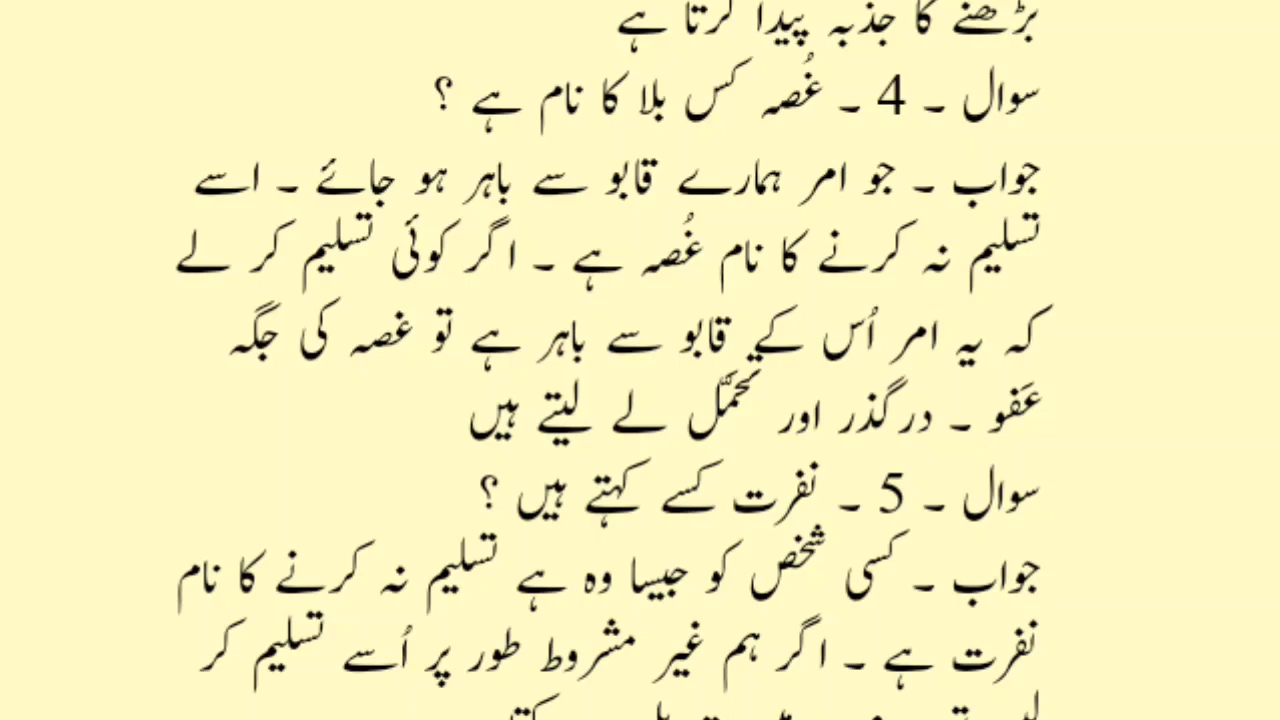 بڑھنے کا جذبہ پیدا کرتا ہے
سوال ۔ 4 ۔ غُصہ کس بلا کا نام ہے ؟
جواب ۔ جو امر ہمارے قابو سے باہر ہو جائے ۔ اسے
تسلیم نہ کرنے کا نام غُصہ ہے ۔ اگر کوئی تسلیم کر لے
کہ یہ امر اُس کے قابو سے باہر ہے تو غصہ کی جگہ
عَفو ۔ درگذر اور تحمّل لے لیتے ہیں
سوال ۔ 5 ۔ نفرت کسے کہتے ہیں ؟
جواب ۔ کسی شخص کو جیسا وہ ہے تسلیم نہ کرنے کا نام
نفرت ہے ۔ اگر ہم غیر مشروط طور پر اُسے تسلیم کر